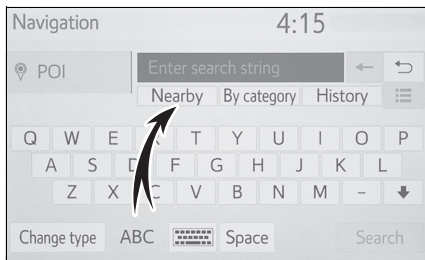 Navigation 4:15
POI Enter search string
Nearby By category History
Q W E T Y U I O P
A S D F G H J K L
Z X C V B N M -
Change type ABC Space Search